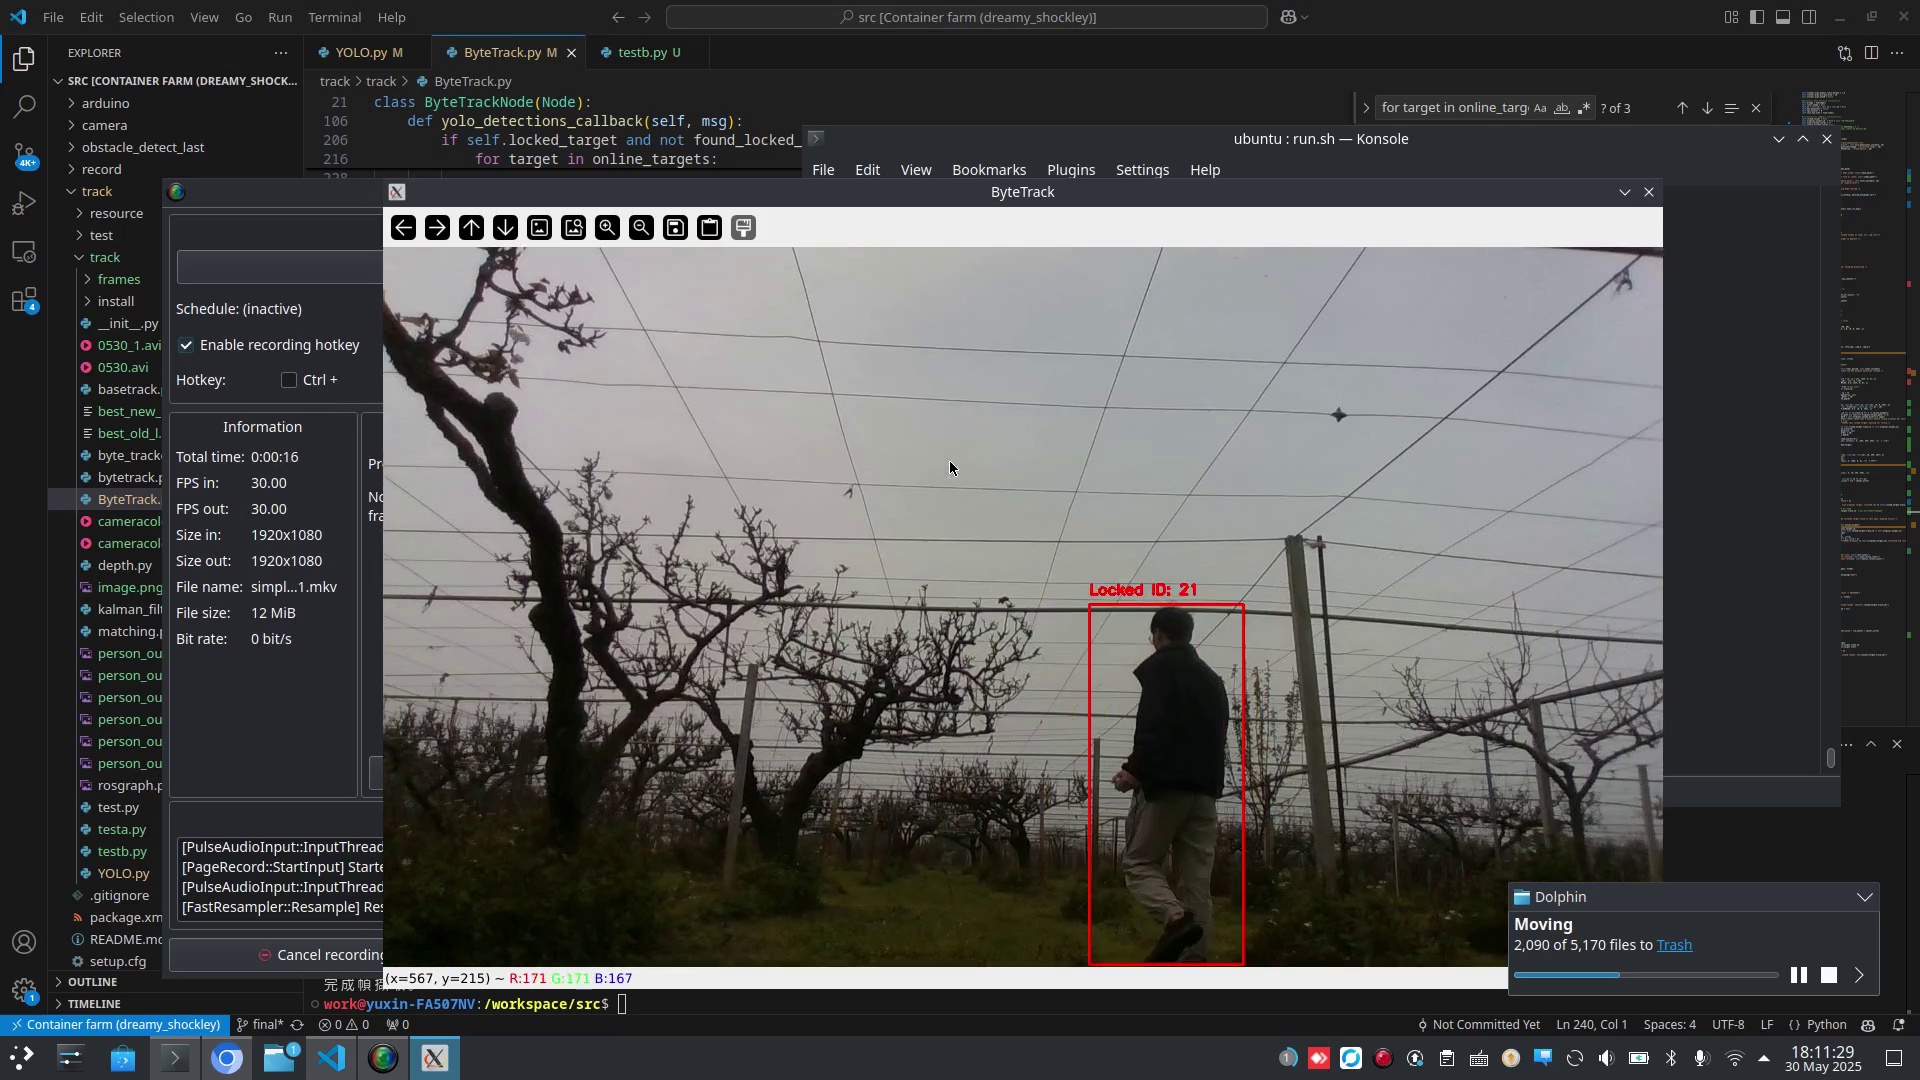 File Edit Selection View Go Run Terminal Help
src [Container farm (dreamy_shockley)]
EXPLORER
YOLO.py M
ByteTrack.py M
testb.py U
SRC [CONTAINER FARM (DREAMY_SHOCK...
track > track > ByteTrack.py
arduino
camera
obstacle_detect_last
record
track
resource
test
track
frames
install
__init__.py
0530_1.avi
0530.avi
basetrack.
best_new_
best_old_l.
byte_track
bytetrack.p
ByteTrack.
cameracol
cameracol
depth.py
image.png
kalman_filt
matching.p
person_ou
person_ou
person_ou
person_ou
person_ou
person_ou
rosgraph.p
test.py
testa.py
testb.py
YOLO.py
.gitignore
package.xm
README.md
setup.cfg
OUTLINE
TIMELINE
4K+
4
1
21 class ByteTrackNode(Node):
106 def yolo_detections_callback(self, msg):
206 if self.locked_target and not found_locked_
216 for target in online_targets:
for target in online_targ
Aa ab
? of 3
ubuntu : run.sh — Konsole
File Edit View Bookmarks Plugins Settings Help
ByteTrack
Schedule: (inactive)
Enable recording hotkey
Hotkey: Ctrl +
Information
Total time: 0:00:16
FPS in: 30.00
FPS out: 30.00
Size in: 1920x1080
Size out: 1920x1080
File name: simpl...1.mkv
File size: 12 MiB
Bit rate: 0 bit/s
Pr
No
fra
[PulseAudioInput::InputThread
[PageRecord::StartInput] Starte
[PulseAudioInput::InputThread
[FastResampler::Resample] Res
Cancel recording
Locked ID: 21
(x=567, y=215) ~ R:171 G:171 B:167
work@yuxin-FA507NV:/workspace/src$
Dolphin
Moving
2,090 of 5,170 files to Trash
Container farm (dreamy_shockley) final* 0 0 0 Not Committed Yet Ln 240, Col 1 Spaces: 4 UTF-8 LF {} Python
1
1
18:11:29
30 May 2025